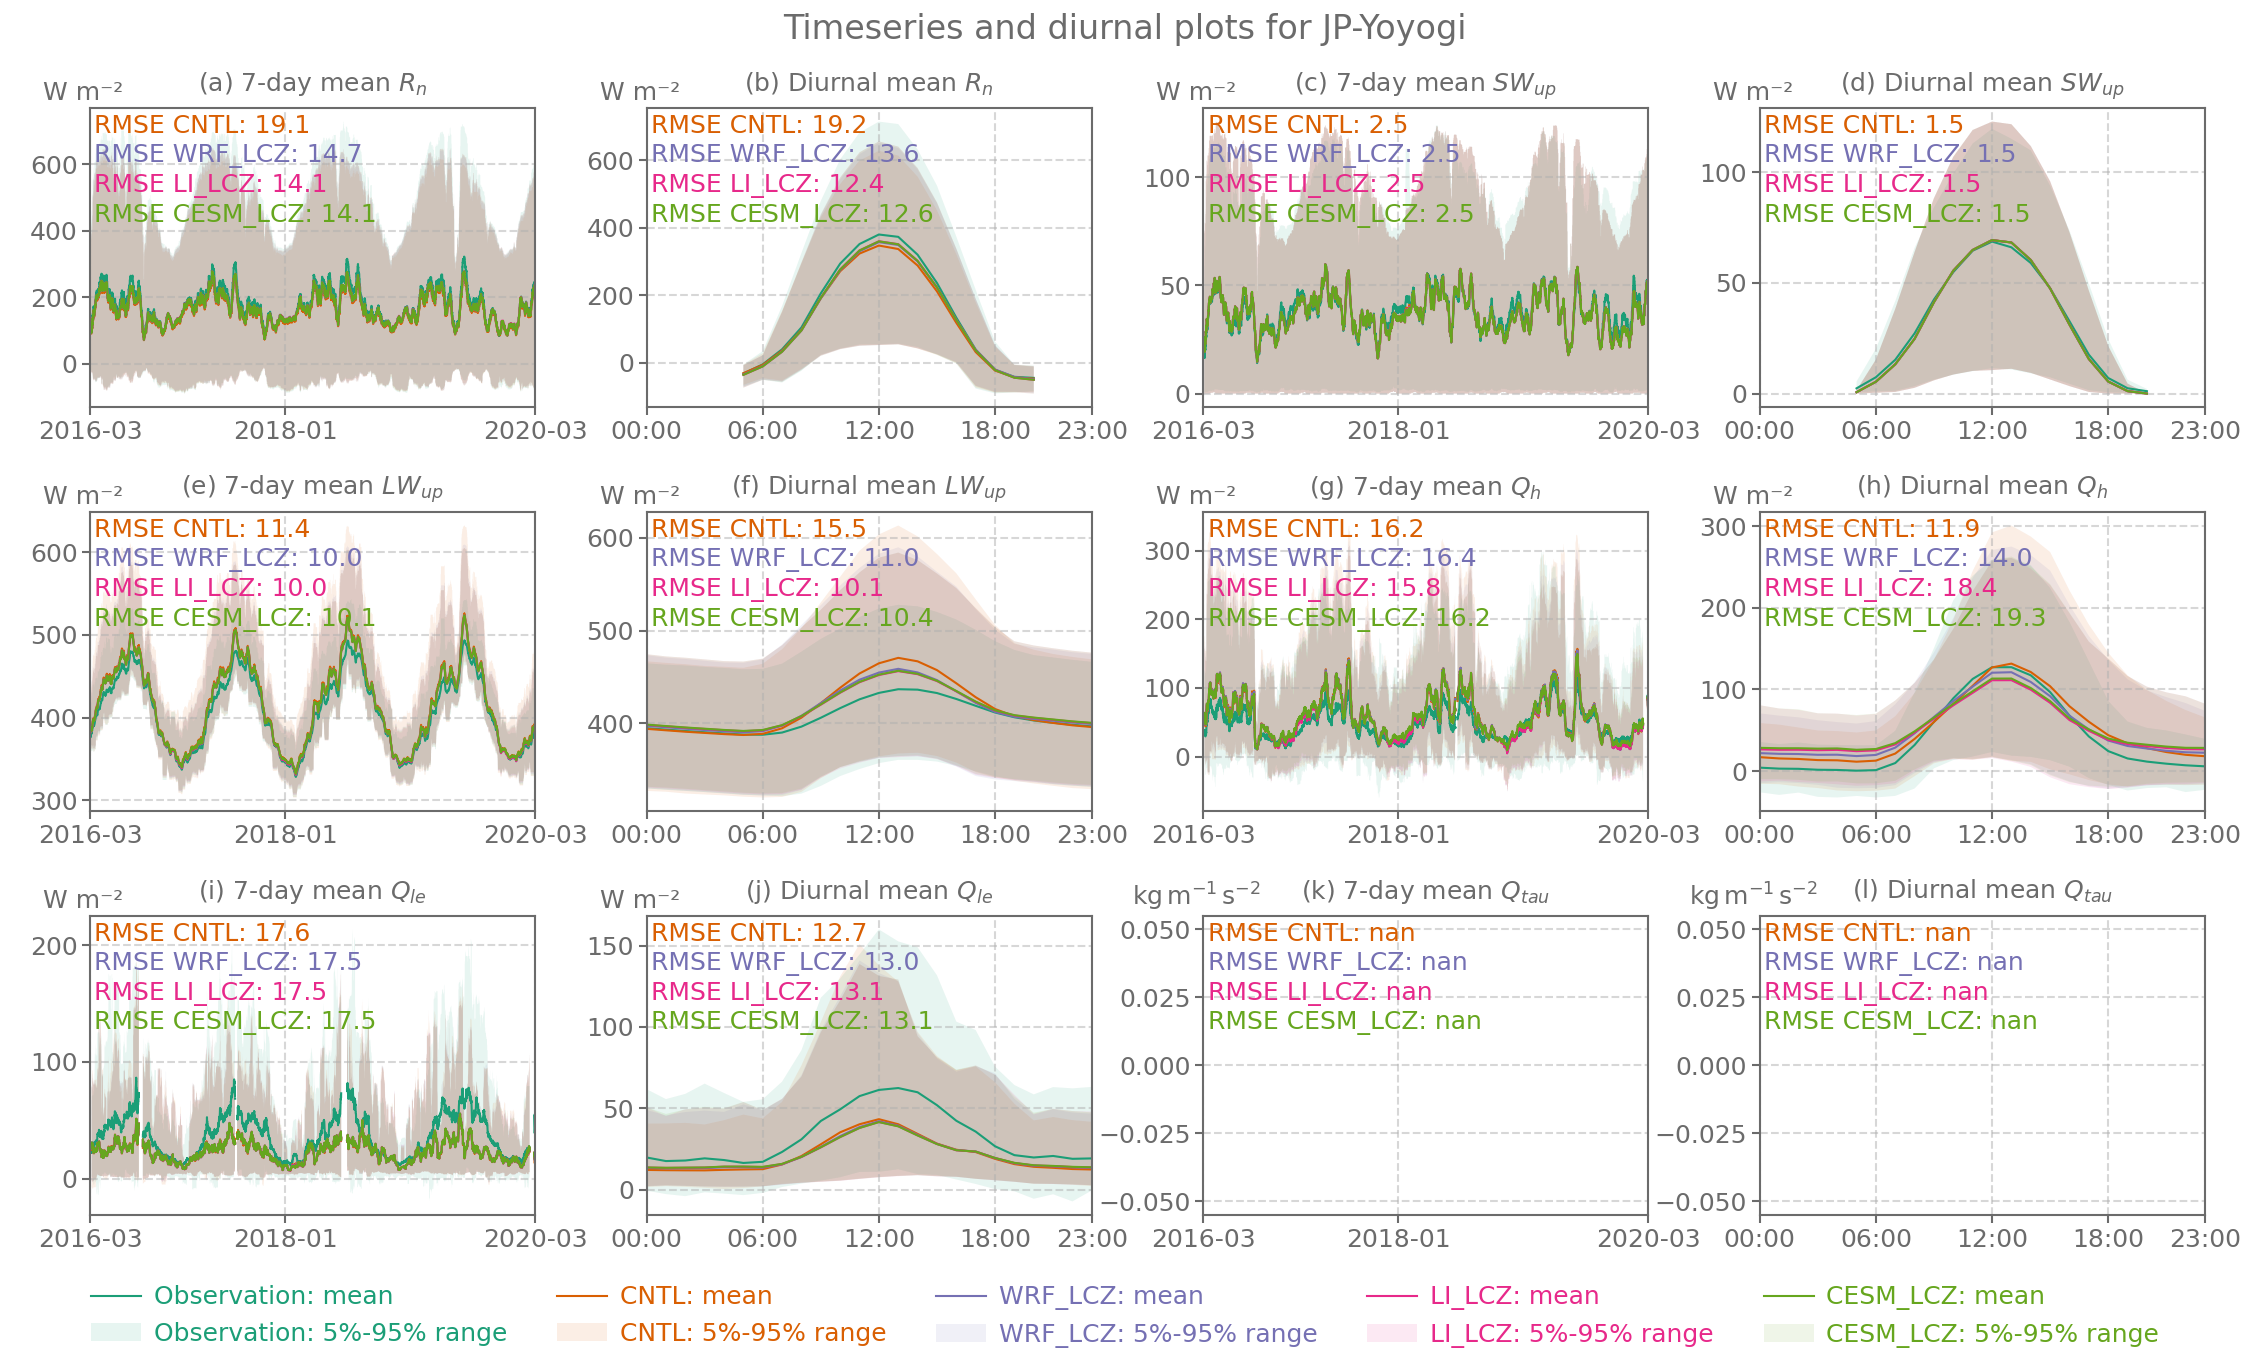 Timeseries and diurnal plots for JP-Yoyogi
W m⁻² (a) 7-day mean Rₙ
RMSE CNTL: 19.1
RMSE WRF_LCZ: 14.7
RMSE LI_LCZ: 14.1
RMSE CESM_LCZ: 14.1
600
400
200
0
2016-03 2018-01 2020-03
W m⁻² (b) Diurnal mean Rₙ
RMSE CNTL: 19.2
RMSE WRF_LCZ: 13.6
RMSE LI_LCZ: 12.4
RMSE CESM_LCZ: 12.6
600
400
200
0
00:00 06:00 12:00 18:00 23:00
W m⁻² (c) 7-day mean SWup
RMSE CNTL: 2.5
RMSE WRF_LCZ: 2.5
RMSE LI_LCZ: 2.5
RMSE CESM_LCZ: 2.5
100
50
0
2016-03 2018-01 2020-03
W m⁻² (d) Diurnal mean SWup
RMSE CNTL: 1.5
RMSE WRF_LCZ: 1.5
RMSE LI_LCZ: 1.5
RMSE CESM_LCZ: 1.5
100
50
0
00:00 06:00 12:00 18:00 23:00
W m⁻² (e) 7-day mean LWup
RMSE CNTL: 11.4
RMSE WRF_LCZ: 10.0
RMSE LI_LCZ: 10.0
RMSE CESM_LCZ: 10.1
600
500
400
300
2016-03 2018-01 2020-03
W m⁻² (f) Diurnal mean LWup
RMSE CNTL: 15.5
RMSE WRF_LCZ: 11.0
RMSE LI_LCZ: 10.1
RMSE CESM_LCZ: 10.4
600
500
400
00:00 06:00 12:00 18:00 23:00
W m⁻² (g) 7-day mean Qh
RMSE CNTL: 16.2
RMSE WRF_LCZ: 16.4
RMSE LI_LCZ: 15.8
RMSE CESM_LCZ: 16.2
300
200
100
0
2016-03 2018-01 2020-03
W m⁻² (h) Diurnal mean Qh
RMSE CNTL: 11.9
RMSE WRF_LCZ: 14.0
RMSE LI_LCZ: 18.4
RMSE CESM_LCZ: 19.3
300
200
100
0
00:00 06:00 12:00 18:00 23:00
W m⁻² (i) 7-day mean Qle
RMSE CNTL: 17.6
RMSE WRF_LCZ: 17.5
RMSE LI_LCZ: 17.5
RMSE CESM_LCZ: 17.5
200
100
0
2016-03 2018-01 2020-03
W m⁻² (j) Diurnal mean Qle
RMSE CNTL: 12.7
RMSE WRF_LCZ: 13.0
RMSE LI_LCZ: 13.1
RMSE CESM_LCZ: 13.1
150
100
50
0
00:00 06:00 12:00 18:00 23:00
kg m⁻¹ s⁻² (k) 7-day mean Qtau
RMSE CNTL: nan
RMSE WRF_LCZ: nan
RMSE LI_LCZ: nan
RMSE CESM_LCZ: nan
0.050
0.025
0.000
−0.025
−0.050
2016-03 2018-01 2020-03
kg m⁻¹ s⁻² (l) Diurnal mean Qtau
RMSE CNTL: nan
RMSE WRF_LCZ: nan
RMSE LI_LCZ: nan
RMSE CESM_LCZ: nan
0.050
0.025
0.000
−0.025
−0.050
00:00 06:00 12:00 18:00 23:00
Observation: mean CNTL: mean WRF_LCZ: mean LI_LCZ: mean CESM_LCZ: mean
Observation: 5%-95% range CNTL: 5%-95% range WRF_LCZ: 5%-95% range LI_LCZ: 5%-95% range CESM_LCZ: 5%-95% range